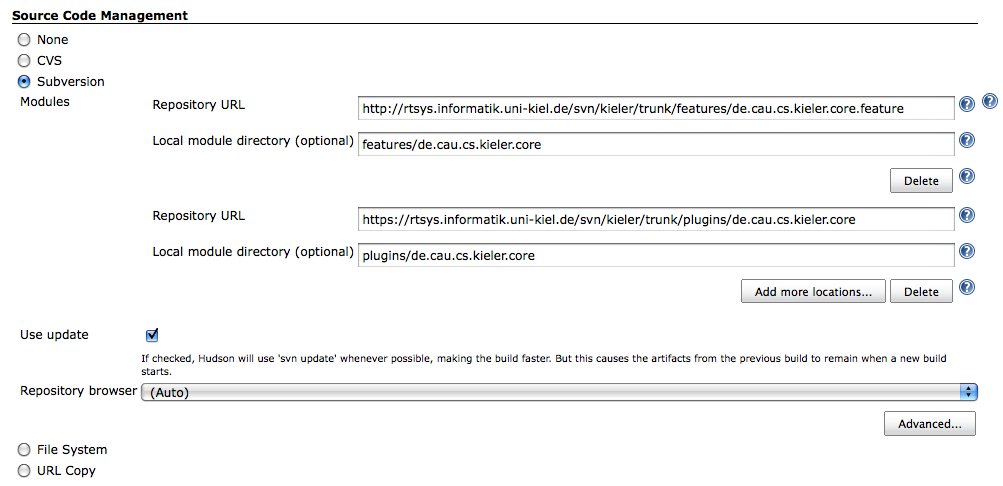 Source Code Management
None
CVS
Subversion
Modules
Repository URL
http://rtsys.informatik.uni-kiel.de/svn/kieler/trunk/features/de.cau.cs.kieler.core.feature
Local module directory (optional)
features/de.cau.cs.kieler.core
Delete
Repository URL
https://rtsys.informatik.uni-kiel.de/svn/kieler/trunk/plugins/de.cau.cs.kieler.core
Local module directory (optional)
plugins/de.cau.cs.kieler.core
Add more locations...
Delete
Use update
If checked, Hudson will use 'svn update' whenever possible, making the build faster. But this causes the artifacts from the previous build to remain when a new build
starts.
Repository browser
(Auto)
Advanced...
File System
URL Copy